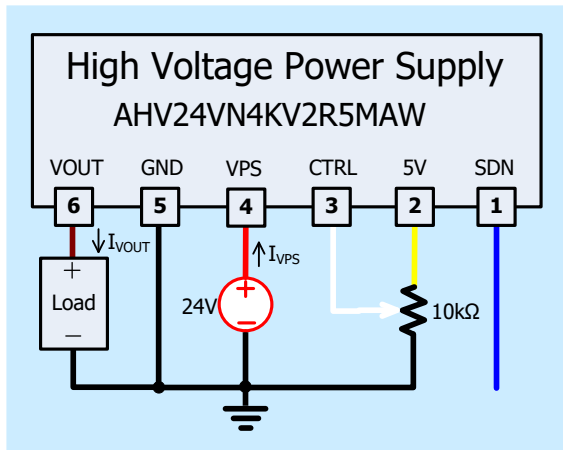 High Voltage Power Supply
AHV24VN4KV2R5MAW
VOUT GND VPS CTRL 5V SDN
6 5 4 3 2 1
↓IVOUT ↑IVPS
+ +
Load 24V 10kΩ
− −